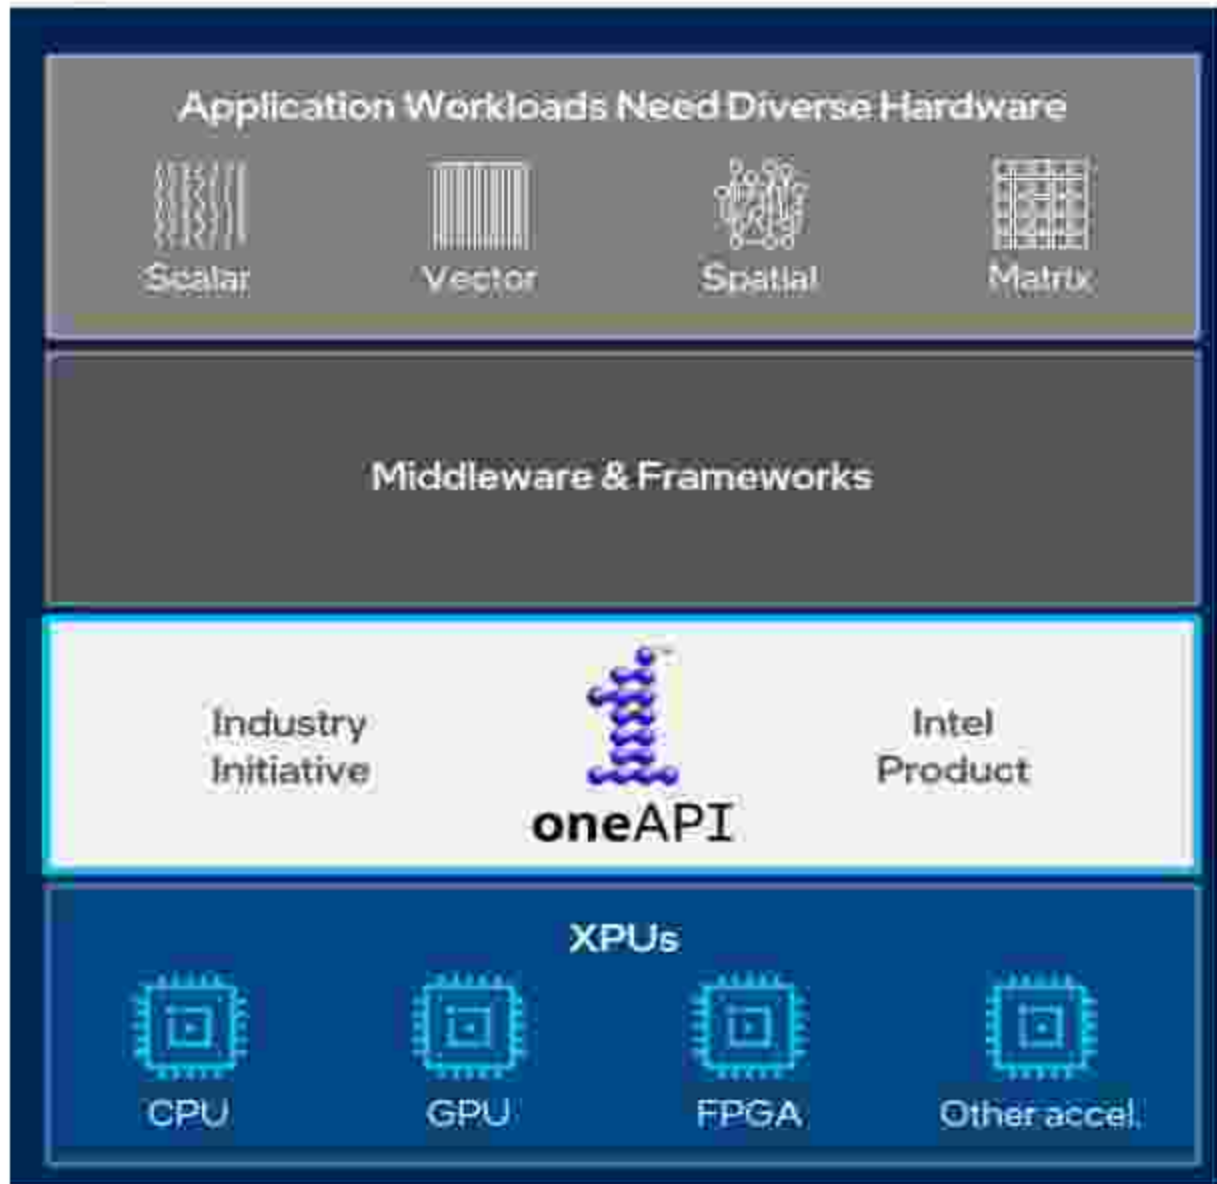 Application Workloads Need Diverse Hardware
Scalar Vector Spatial Matrix
Middleware & Frameworks
Industry
Initiative
oneAPI
Intel
Product
XPUs
CPU GPU FPGA Other accel.